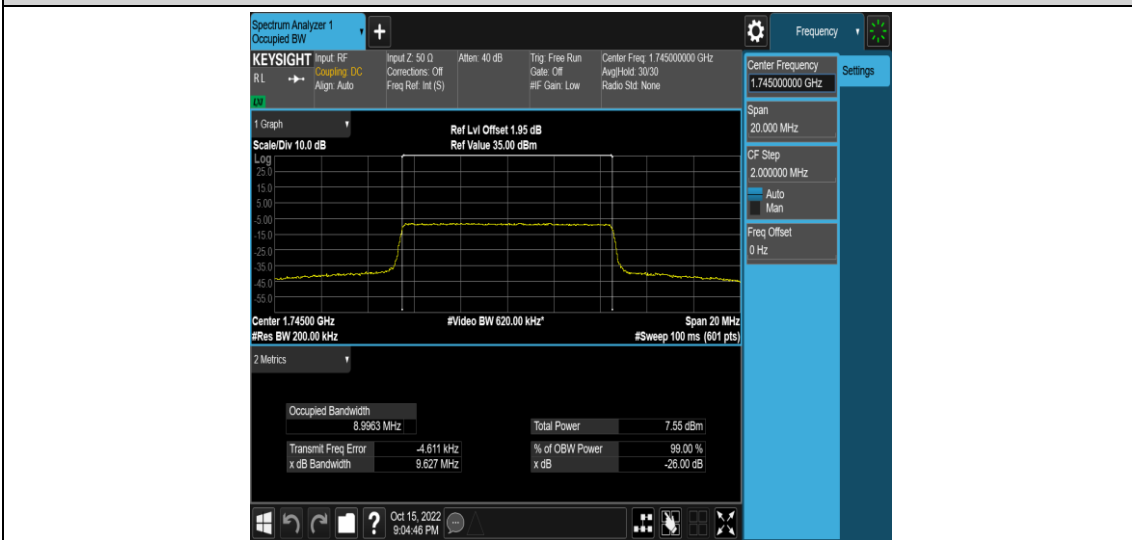 Spectrum Analyzer 1
Occupied BW
+
Frequency
KEYSIGHT
RL
LXI
Input: RF
Coupling: DC
Align: Auto
Input Z: 50 Ω
Corrections: Off
Freq Ref: Int (S)
Atten: 40 dB
Trig: Free Run
Gate: Off
#IF Gain: Low
Center Freq: 1.745000000 GHz
Avg|Hold: 30/30
Radio Std: None
1 Graph
Scale/Div 10.0 dB
Ref Lvl Offset 1.95 dB
Ref Value 35.00 dBm
Log
25.0
15.0
5.00
-5.00
-15.0
-25.0
-35.0
-45.0
-55.0
Center 1.74500 GHz
#Video BW 620.00 kHz*
Span 20 MHz
#Res BW 200.00 kHz
#Sweep 100 ms (601 pts)
2 Metrics
Occupied Bandwidth
8.9963 MHz
Total Power 7.55 dBm
Transmit Freq Error -4.611 kHz
% of OBW Power 99.00 %
x dB Bandwidth 9.627 MHz
x dB -26.00 dB
Center Frequency
1.745000000 GHz
Settings
Span
20.000 MHz
CF Step
2.000000 MHz
Auto
Man
Freq Offset
0 Hz
?
Oct 15, 2022
9:04:46 PM